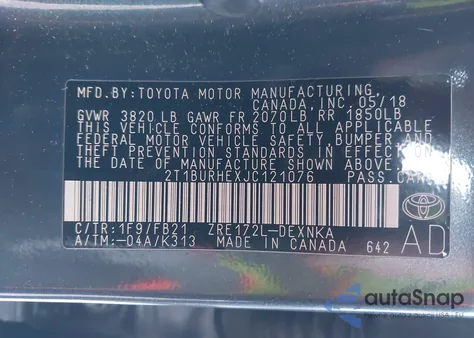 MFD.BY:TOYOTA MOTOR MANUFACTURING,
CANADA,INC.05/18
GVWR 3820LB GAWR FR 2070LB RR 1850LB
THIS VEHICLE CONFORMS TO ALL APPLICABLE
FEDERAL MOTOR VEHICLE SAFETY,BUMPER,AND
THEFT PREVENTION STANDARDS IN EFFECT ON
THE DATE OF MANUFACTURE SHOWN ABOVE.
2T1BURHEXJC121076 PASS.CAR
C/TR:1F9/FB21 ZRE172L-DEXNKA
A/TM:-04A/K313 MADE IN CANADA 642
AD
autoSnap